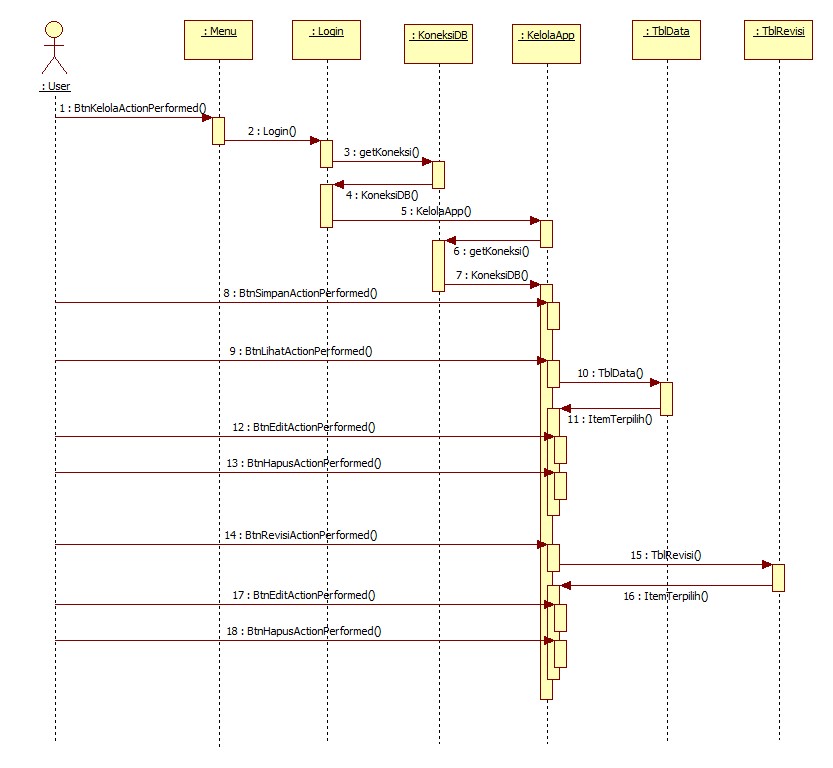 : Menu
: Login
: KoneksiDB
: KelolaApp
: TblData
: TblRevisi
: User
1 : BtnKelolaActionPerformed()
2 : Login()
3 : getKoneksi()
4 : KoneksiDB()
5 : KelolaApp()
6 : getKoneksi()
7 : KoneksiDB()
8 : BtnSimpanActionPerformed()
9 : BtnLihatActionPerformed()
10 : TblData()
11 : ItemTerpilih()
12 : BtnEditActionPerformed()
13 : BtnHapusActionPerformed()
14 : BtnRevisiActionPerformed()
15 : TblRevisi()
16 : ItemTerpilih()
17 : BtnEditActionPerformed()
18 : BtnHapusActionPerformed()